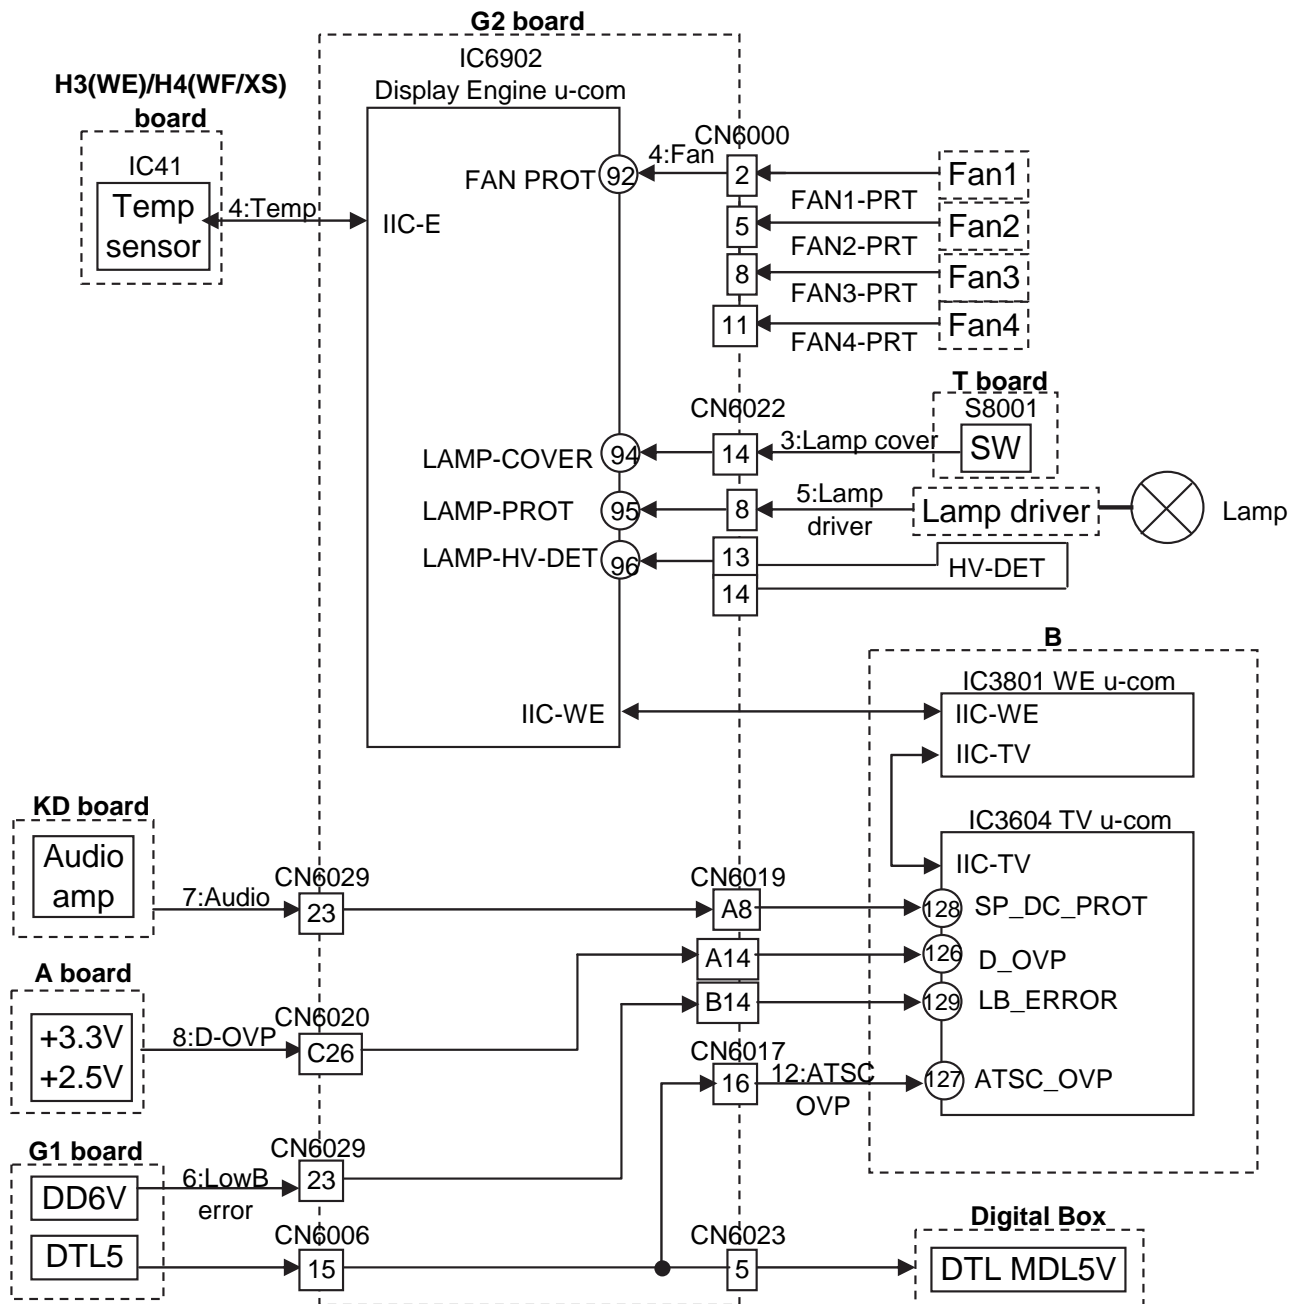 G2 board
IC6902
Display Engine u-com
H3(WE)/H4(WF/XS)
board
IC41
Temp
sensor
4:Temp
IIC-E
FAN PROT
92
4:Fan
CN6000
2
FAN1-PRT
Fan1
5
FAN2-PRT
Fan2
8
FAN3-PRT
Fan3
11
FAN4-PRT
Fan4
T board
S8001
SW
CN6022
LAMP-COVER
94
14
3:Lamp cover
LAMP-PROT
95
8
5:Lamp
driver
Lamp driver
Lamp
LAMP-HV-DET
96
13
14
HV-DET
B
IC3801 WE u-com
IIC-WE
IIC-WE
IIC-TV
IC3604 TV u-com
IIC-TV
KD board
Audio
amp
7:Audio
CN6029
23
CN6019
A8
128
SP_DC_PROT
A14
126
D_OVP
B14
129
LB_ERROR
A board
+3.3V
+2.5V
8:D-OVP
CN6020
C26
CN6017
16
12:ATSC
OVP
127
ATSC_OVP
G1 board
DD6V
6:LowB
error
CN6029
23
DTL5
CN6006
15
CN6023
5
Digital Box
DTL MDL5V